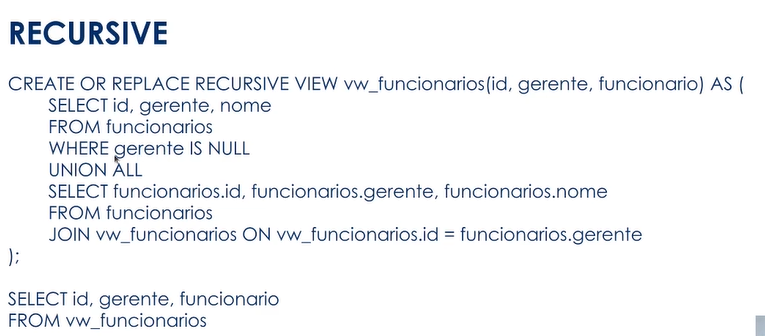 RECURSIVE
CREATE OR REPLACE RECURSIVE VIEW vw_funcionarios(id, gerente, funcionario) AS (
SELECT id, gerente, nome
FROM funcionarios
WHERE gerente IS NULL
UNION ALL
SELECT funcionarios.id, funcionarios.gerente, funcionarios.nome
FROM funcionarios
JOIN vw_funcionarios ON vw_funcionarios.id = funcionarios.gerente
);
SELECT id, gerente, funcionario
FROM vw_funcionarios